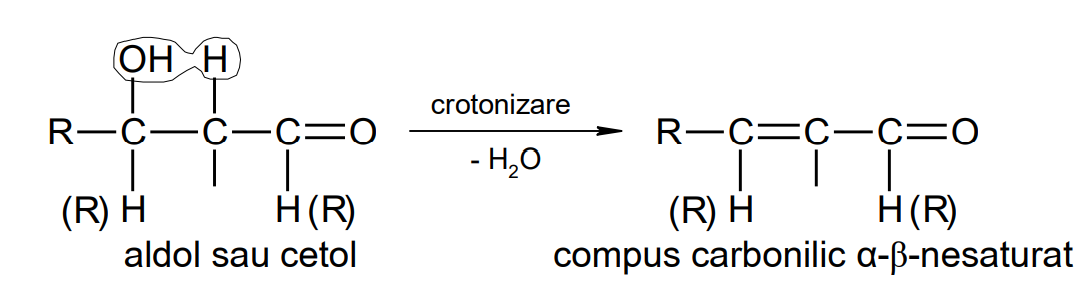 OH H
R—C—C—C=O
(R) H H (R)
aldol sau cetol
crotonizare
- H₂O
R—C=C—C=O
(R) H H (R)
compus carbonilic α-β-nesaturat